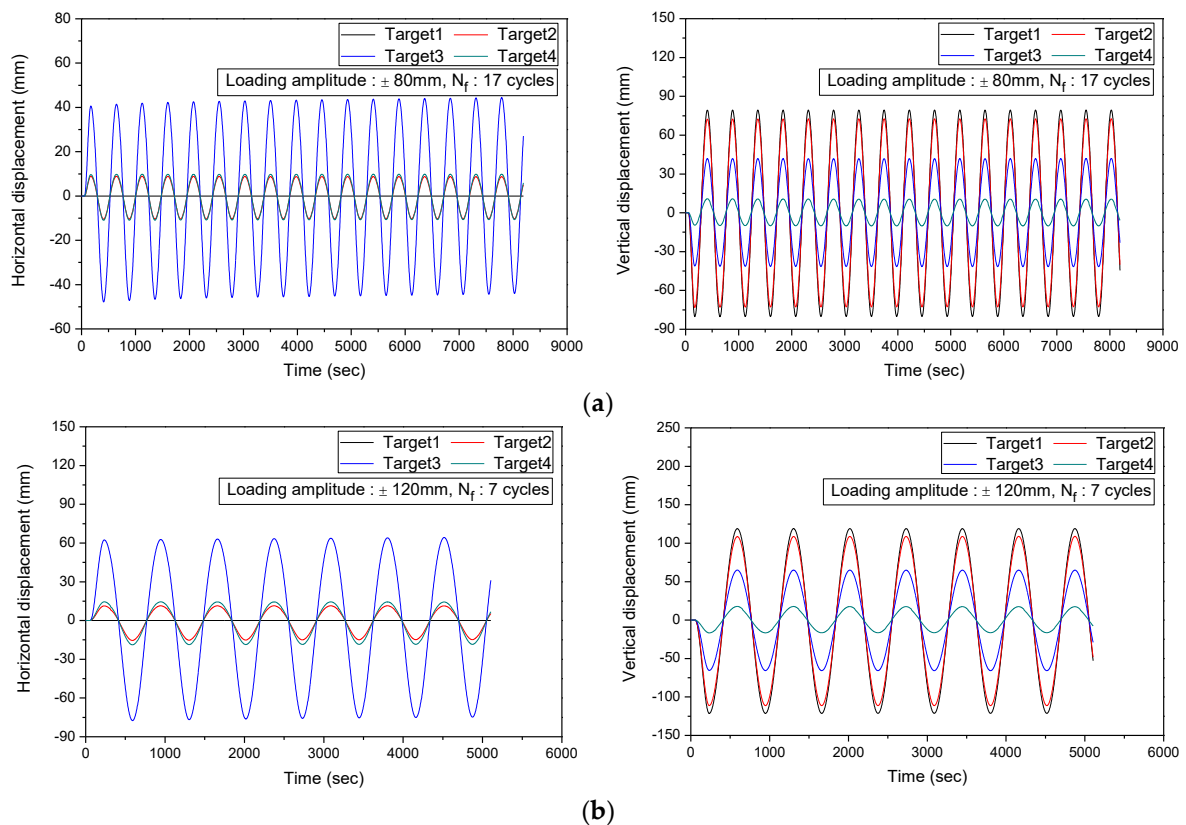 Horizontal displacement (mm)
80
60
40
20
0
-20
-40
-60
Target1 Target2
Target3 Target4
Loading amplitude : ± 80mm, N_f : 17 cycles
0 1000 2000 3000 4000 5000 6000 7000 8000 9000
Time (sec)
Vertical displacement (mm)
150
120
90
60
30
0
-30
-60
-90
Target1 Target2
Target3 Target4
Loading amplitude : ± 80mm, N_f : 17 cycles
0 1000 2000 3000 4000 5000 6000 7000 8000 9000
Time (sec)
(a)
Horizontal displacement (mm)
150
120
90
60
30
0
-30
-60
-90
Target1 Target2
Target3 Target4
Loading amplitude : ± 120mm, N_f : 7 cycles
0 1000 2000 3000 4000 5000 6000
Time (sec)
Vertical displacement (mm)
250
200
150
100
50
0
-50
-100
-150
Target1 Target2
Target3 Target4
Loading amplitude : ± 120mm, N_f : 7 cycles
0 1000 2000 3000 4000 5000 6000
Time (sec)
(b)